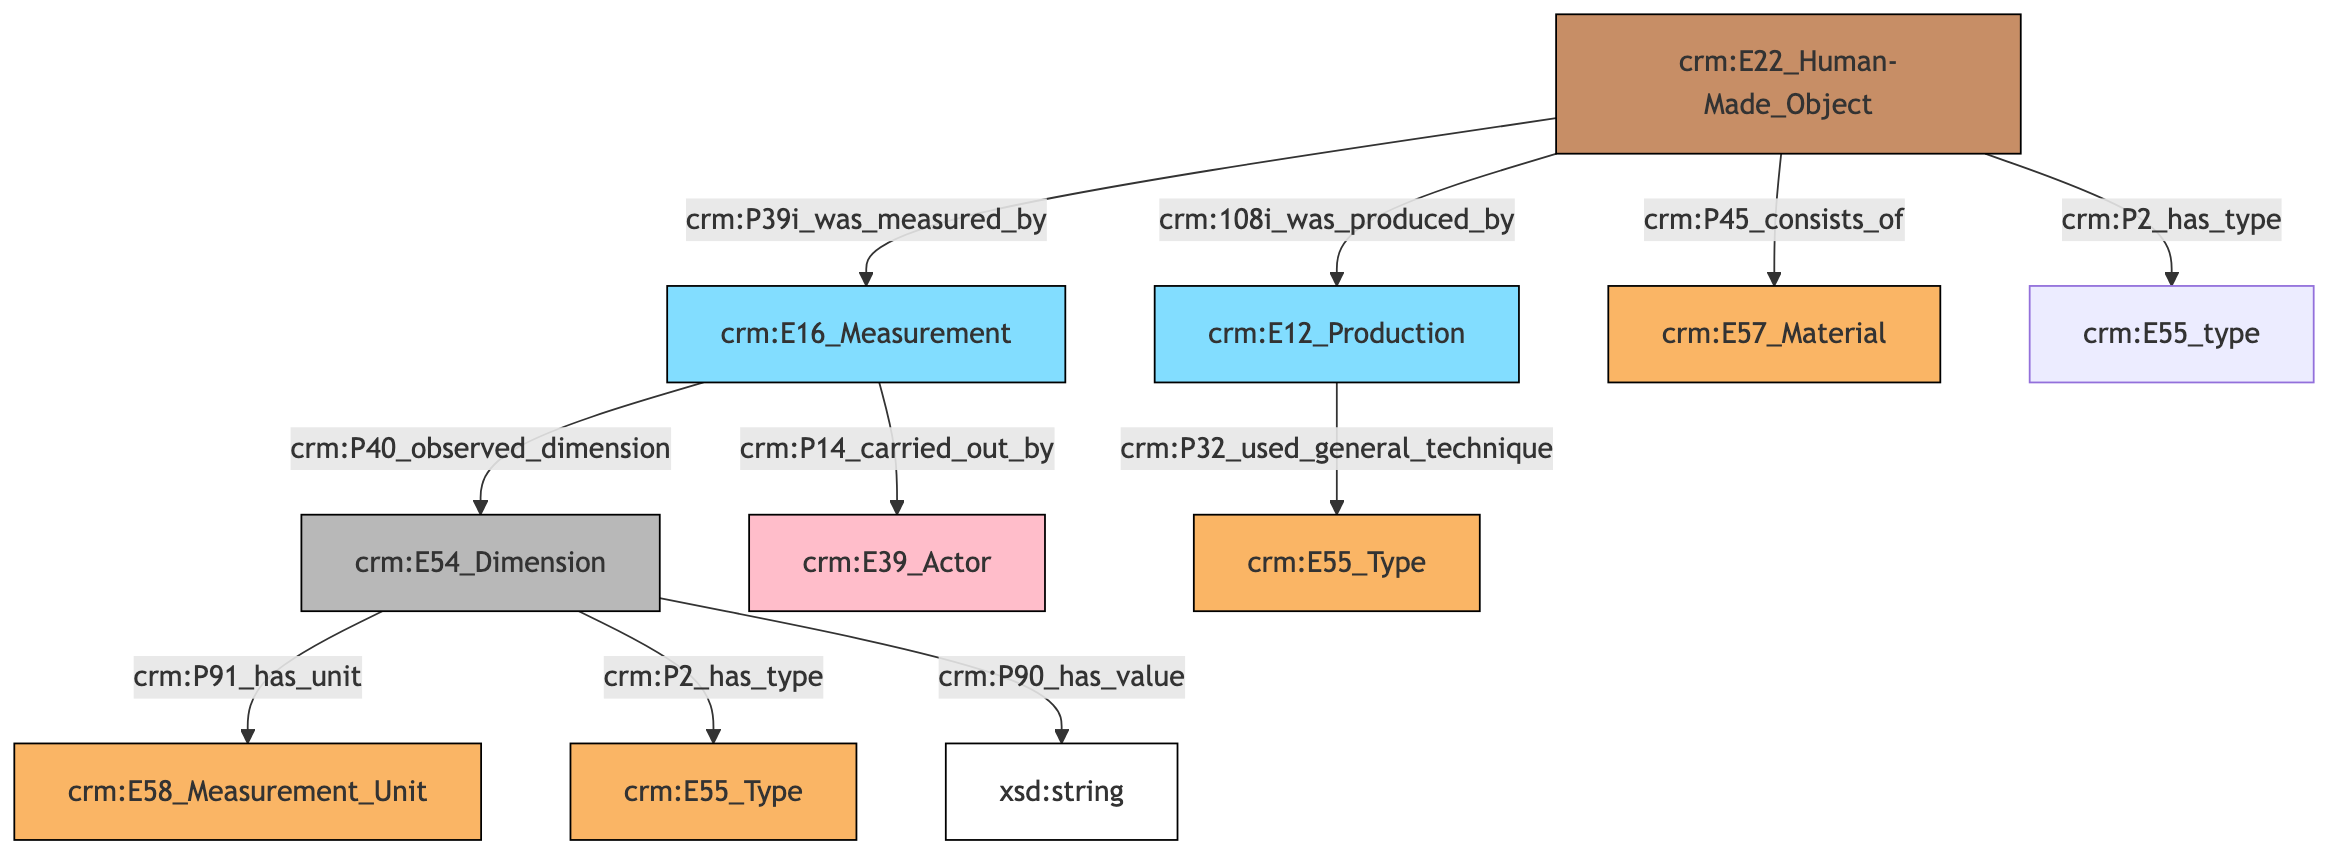 crm:E22_Human-
Made_Object
crm:P39i_was_measured_by
crm:108i_was_produced_by
crm:P45_consists_of
crm:P2_has_type
crm:E16_Measurement
crm:E12_Production
crm:E57_Material
crm:E55_type
crm:P40_observed_dimension
crm:P14_carried_out_by
crm:P32_used_general_technique
crm:E54_Dimension
crm:E39_Actor
crm:E55_Type
crm:P91_has_unit
crm:P2_has_type
crm:P90_has_value
crm:E58_Measurement_Unit
crm:E55_Type
xsd:string